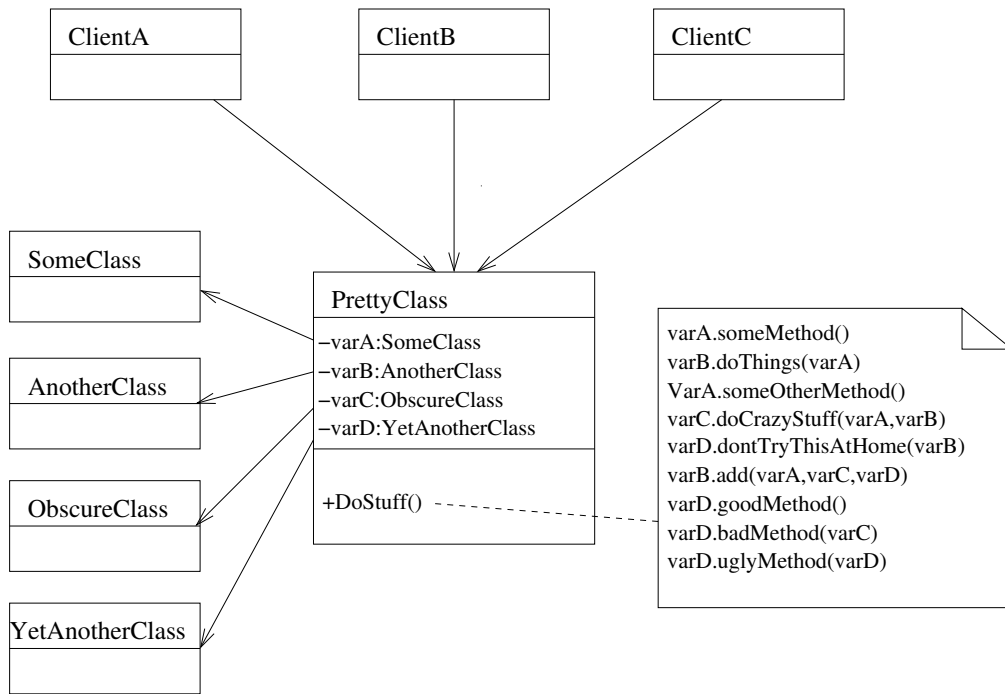 ClientA
ClientB
ClientC
SomeClass
AnotherClass
ObscureClass
YetAnotherClass
PrettyClass
−varA:SomeClass
−varB:AnotherClass
−varC:ObscureClass
−varD:YetAnotherClass
+DoStuff()
varA.someMethod()
varB.doThings(varA)
VarA.someOtherMethod()
varC.doCrazyStuff(varA,varB)
varD.dontTryThisAtHome(varB)
varB.add(varA,varC,varD)
varD.goodMethod()
varD.badMethod(varC)
varD.uglyMethod(varD)